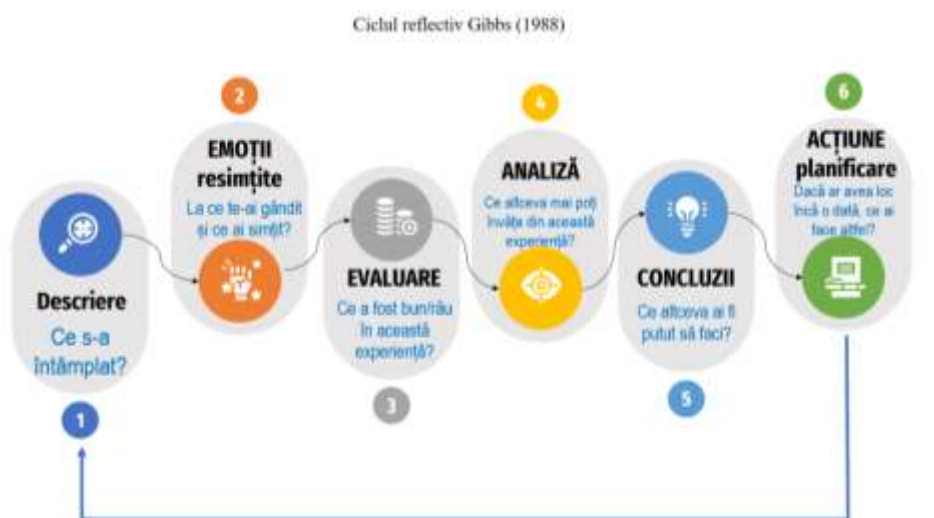 Ciclul reflectiv Gibbs (1988)
1
Descriere
Ce s-a
întâmplat?
2
EMOȚII
resimțite
La ce te-ai gândit
și ce ai simțit?
3
EVALUARE
Ce a fost bun/rău
în această
experiență?
4
ANALIZĂ
Ce altceva mai poți
învăța din această
experiență?
5
CONCLUZII
Ce altceva ai fi
putut să faci?
6
ACȚIUNE
planificare
Dacă ar avea loc
încă o dată, se ai
face altfel?